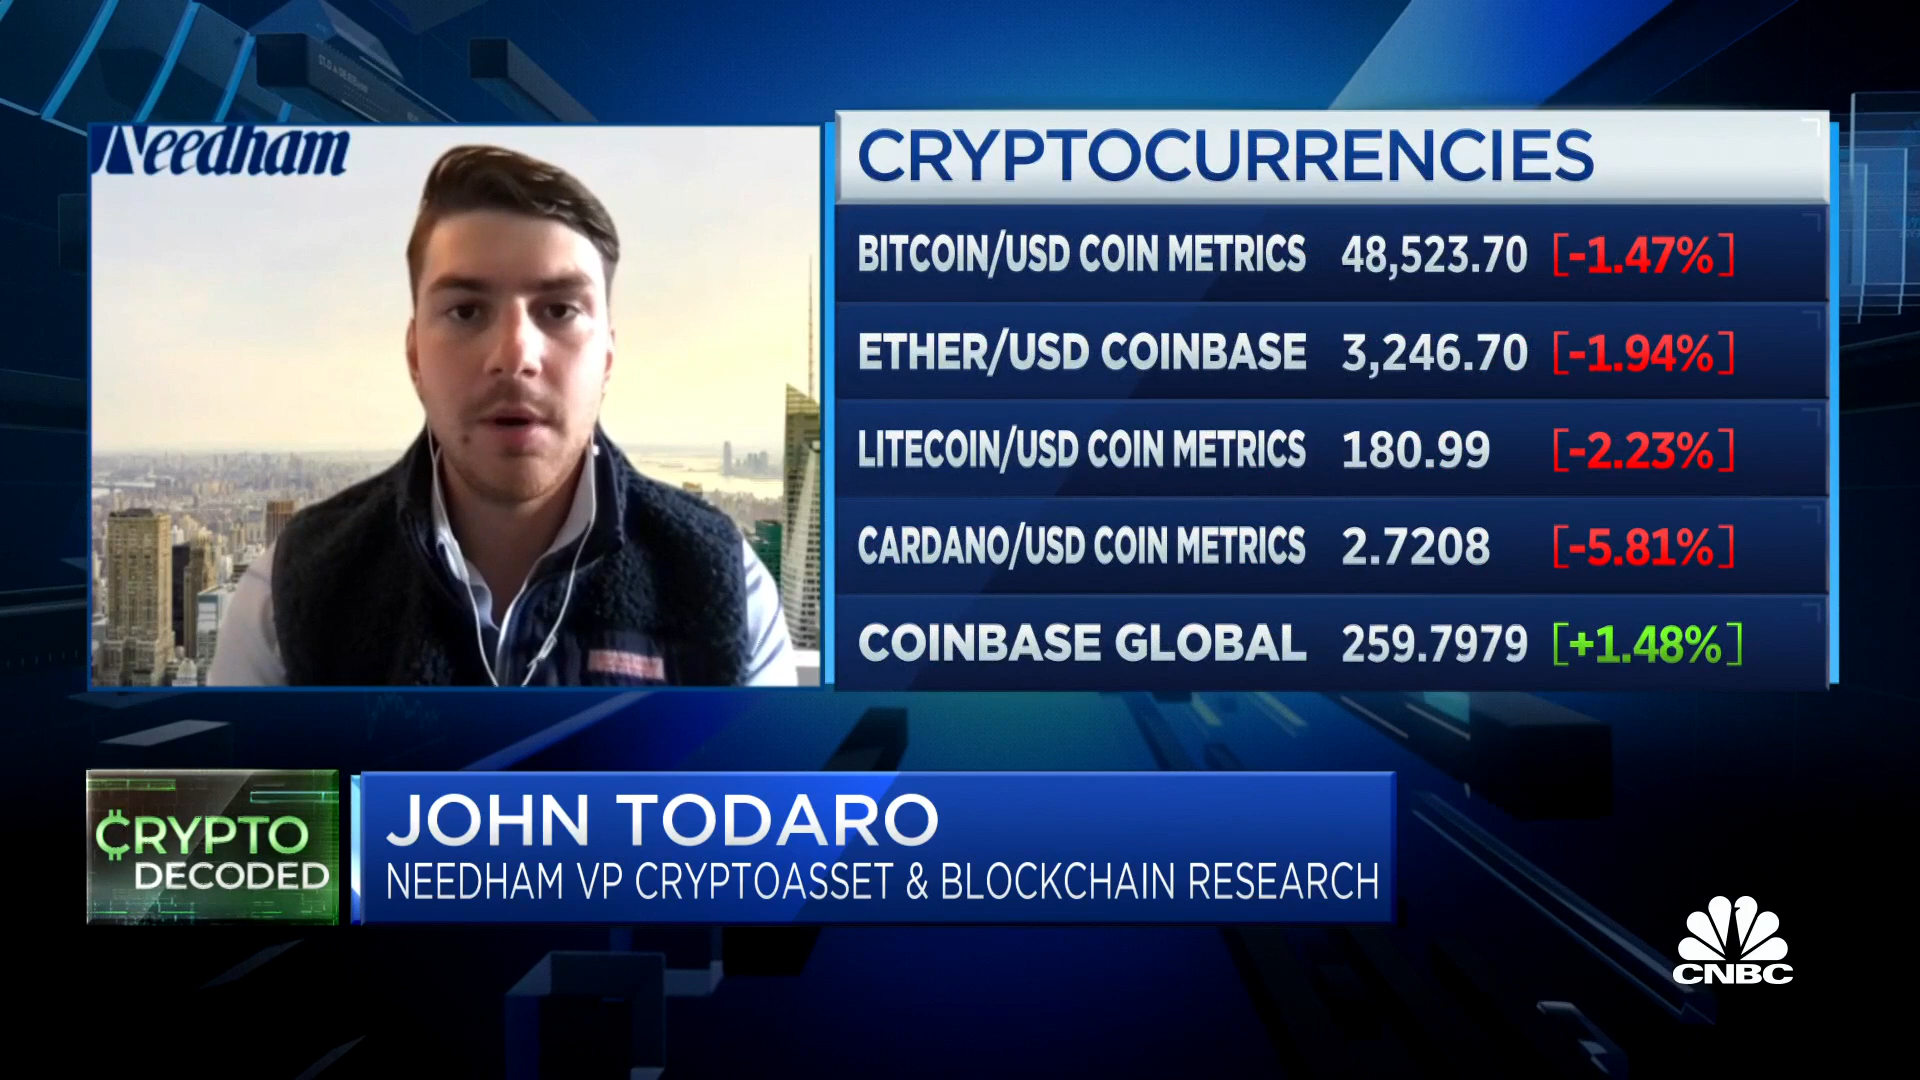 Needham
CRYPTOCURRENCIES
BITCOIN/USD COIN METRICS 48,523.70 [-1.47%]
ETHER/USD COINBASE 3,246.70 [-1.94%]
LITECOIN/USD COIN METRICS 180.99 [-2.23%]
CARDANO/USD COIN METRICS 2.7208 [-5.81%]
COINBASE GLOBAL 259.7979 [+1.48%]
CRYPTO
DECODED
JOHN TODARO
NEEDHAM VP CRYPTOASSET & BLOCKCHAIN RESEARCH
CNBC